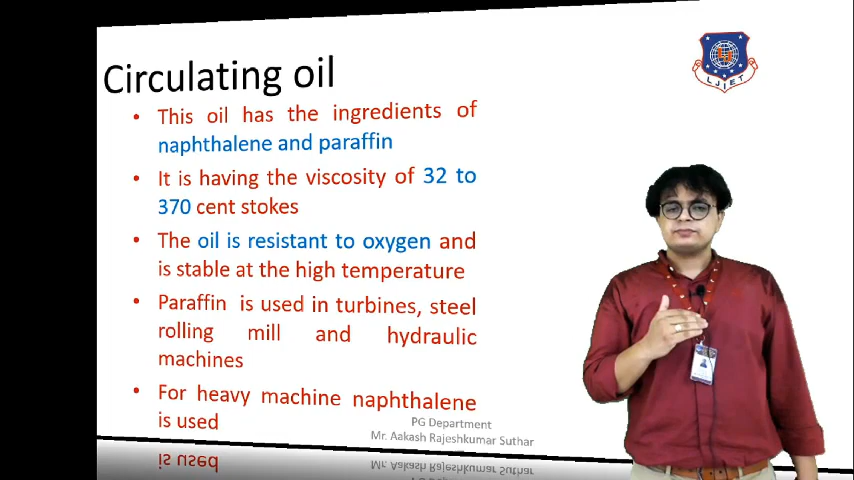 Circulating oil
LJIET
• This oil has the ingredients of
naphthalene and paraffin
• It is having the viscosity of 32 to
370 cent stokes
• The oil is resistant to oxygen and
is stable at the high temperature
• Paraffin is used in turbines, steel
rolling mill and hydraulic
machines
• For heavy machine naphthalene
is used
PG Department
Mr. Aakash Rajeshkumar Suthar